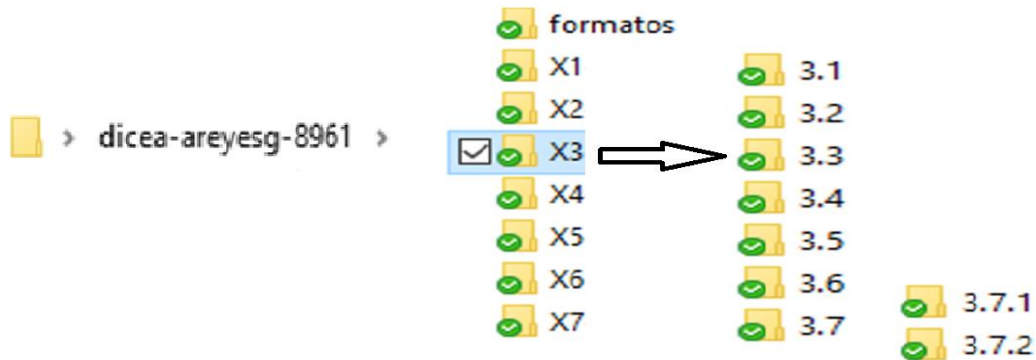 dicea-areyesg-8961
formatos
X1
X2
X3
X4
X5
X6
X7
3.1
3.2
3.3
3.4
3.5
3.6
3.7
3.7.1
3.7.2